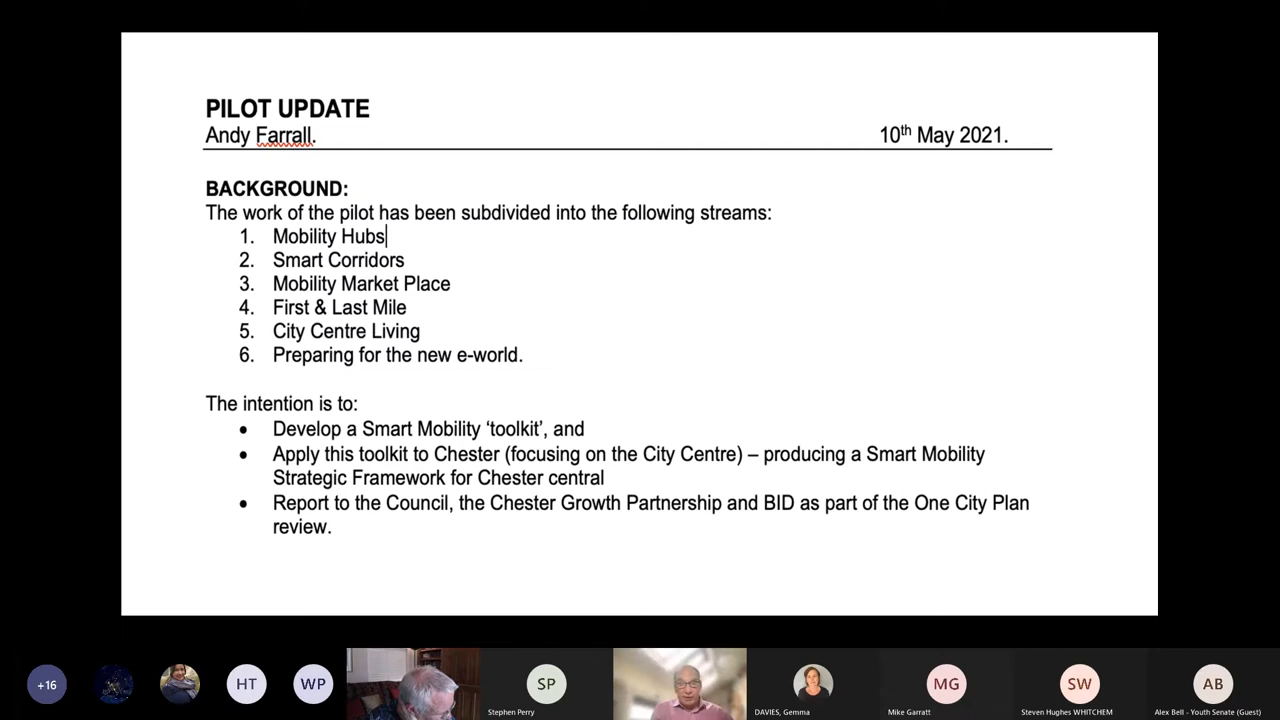 PILOT UPDATE
Andy Farrall. 10th May 2021.
BACKGROUND:
The work of the pilot has been subdivided into the following streams:
1. Mobility Hubs
2. Smart Corridors
3. Mobility Market Place
4. First & Last Mile
5. City Centre Living
6. Preparing for the new e-world.
The intention is to:
• Develop a Smart Mobility ‘toolkit’, and
• Apply this toolkit to Chester (focusing on the City Centre) – producing a Smart Mobility
Strategic Framework for Chester central
• Report to the Council, the Chester Growth Partnership and BID as part of the One City Plan
review.
+16 HT WP SP MG SW AB
Stephen Perry DAVIES, Gemma Mike Garratt Steven Hughes WHITCHEM Alex Bell - Youth Senate (Guest)